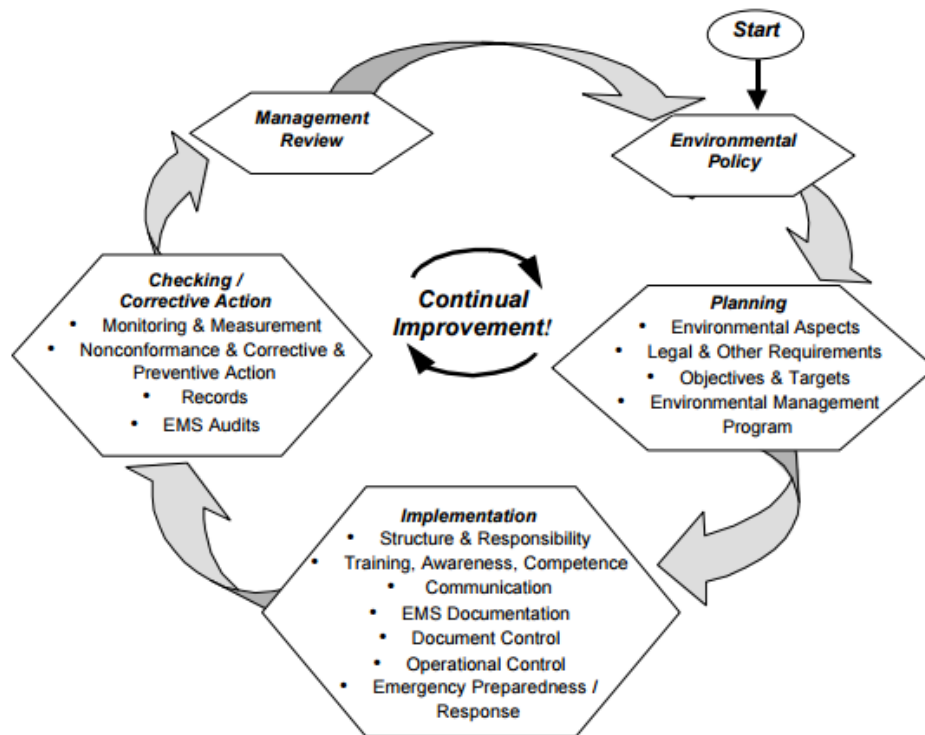 Start
Management
Review
Environmental
Policy
Checking /
Corrective Action
• Monitoring & Measurement
• Nonconformance & Corrective &
Preventive Action
• Records
• EMS Audits
Continual
Improvement!
Planning
• Environmental Aspects
• Legal & Other Requirements
• Objectives & Targets
• Environmental Management
Program
Implementation
• Structure & Responsibility
• Training, Awareness, Competence
• Communication
• EMS Documentation
• Document Control
• Operational Control
• Emergency Preparedness /
Response